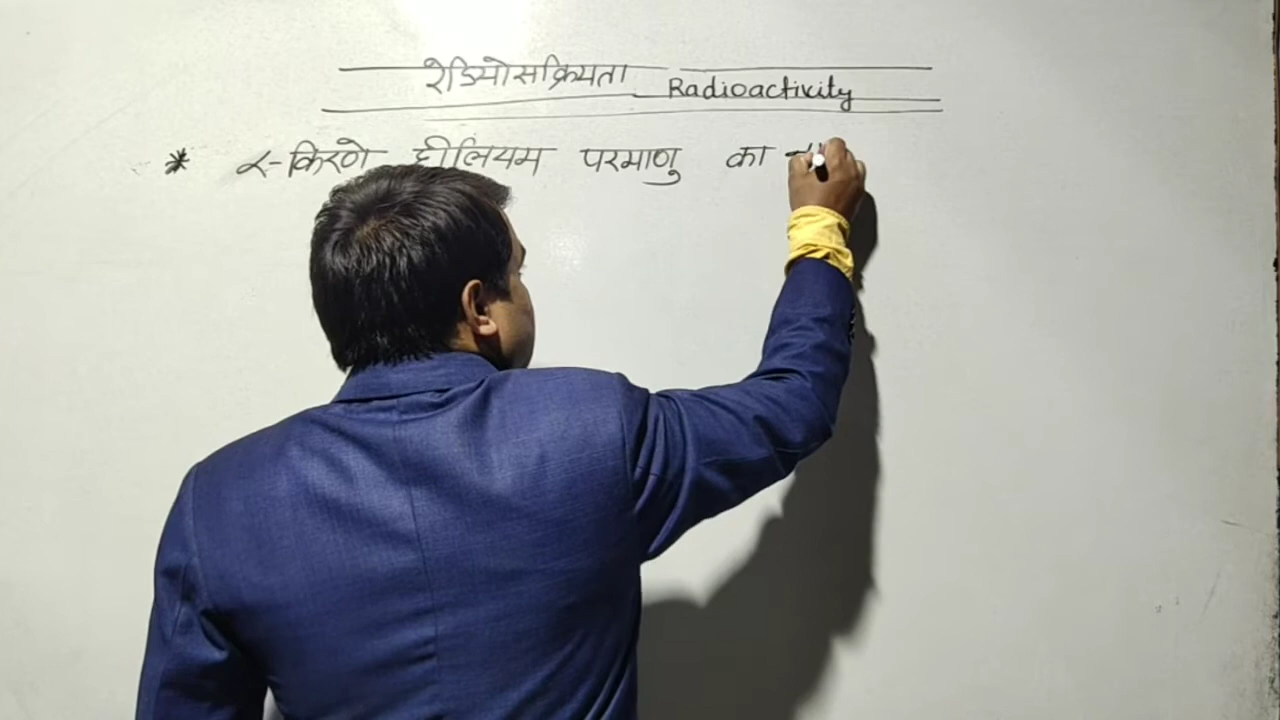 रेडियोसक्रियता Radioactivity
* α-किरणे हीलियम परमाणु का